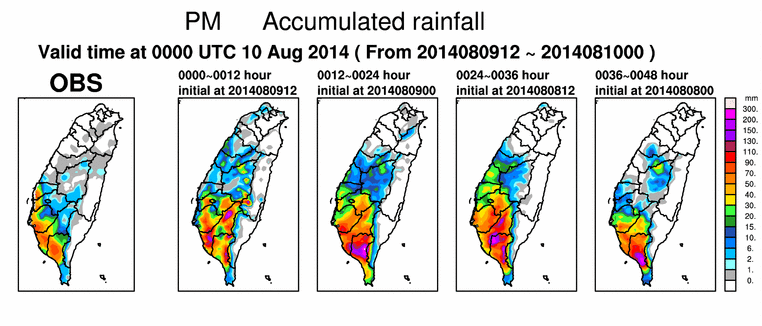 PM Accumulated rainfall
Valid time at 0000 UTC 10 Aug 2014 ( From 2014080912 ~ 2014081000 )
OBS
0000~0012 hour
initial at 2014080912
0012~0024 hour
initial at 2014080900
0024~0036 hour
initial at 2014080812
0036~0048 hour
initial at 2014080800
mm
300.
200.
150.
130.
110.
90.
70.
50.
40.
30.
20.
15.
10.
6.
2.
1.
0.